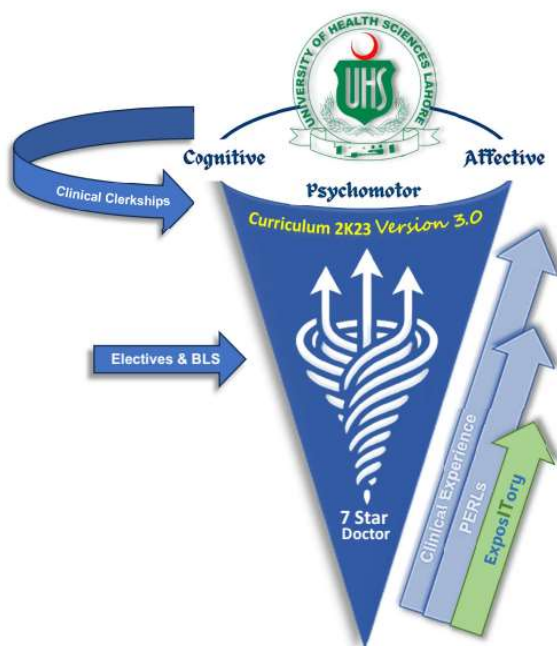 UNIVERSITY OF HEALTH SCIENCES LAHORE
UHS
Cognitive
Affective
Psychomotor
Clinical Clerkships
Curriculum 2K23 Version 3.0
Electives & BLS
7 Star
Doctor
Clinical Experience
PERLs
ExposITory